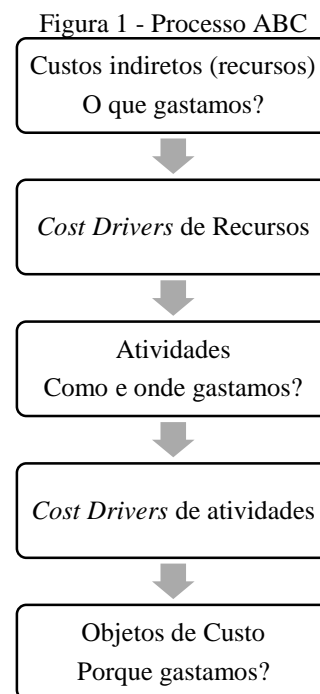 Figura 1 - Processo ABC
Custos indiretos (recursos)
O que gastamos?
Cost Drivers de Recursos
Atividades
Como e onde gastamos?
Cost Drivers de atividades
Objetos de Custo
Porque gastamos?